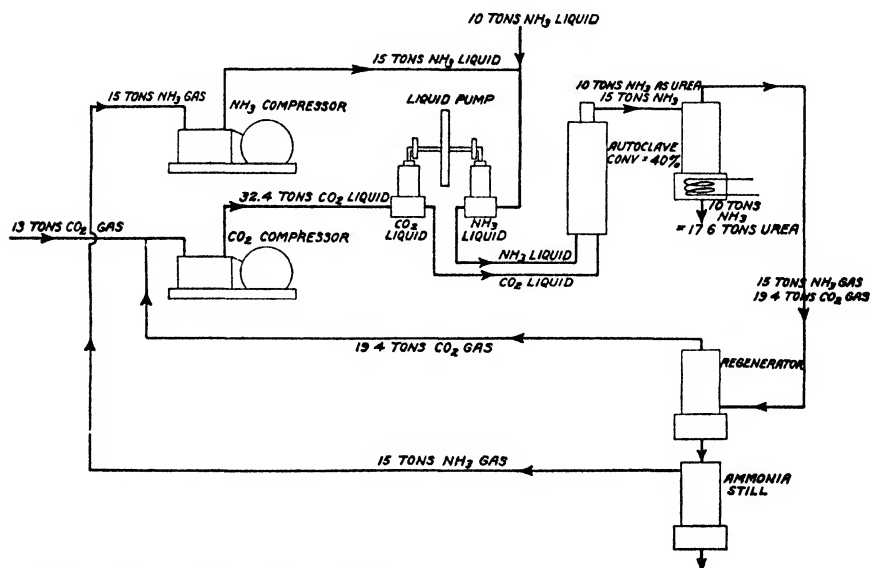 10 TONS NH3 LIQUID
15 TONS NH3 LIQUID
15 TONS NH3 GAS
NH3 COMPRESSOR
LIQUID PUMP
10 TONS NH3 AS UREA
15 TONS NH3
AUTOCLAVE
CONV = 40%
32.4 TONS CO2 LIQUID
13 TONS CO2 GAS
CO2 COMPRESSOR
CO2
LIQUID
NH3
LIQUID
10 TONS
NH3
= 17 6 TONS UREA
NH3 LIQUID
CO2 LIQUID
15 TONS NH3 GAS
19 4 TONS CO2 GAS
19 4 TONS CO2 GAS
REGENERATOR
15 TONS NH3 GAS
AMMONIA
STILL